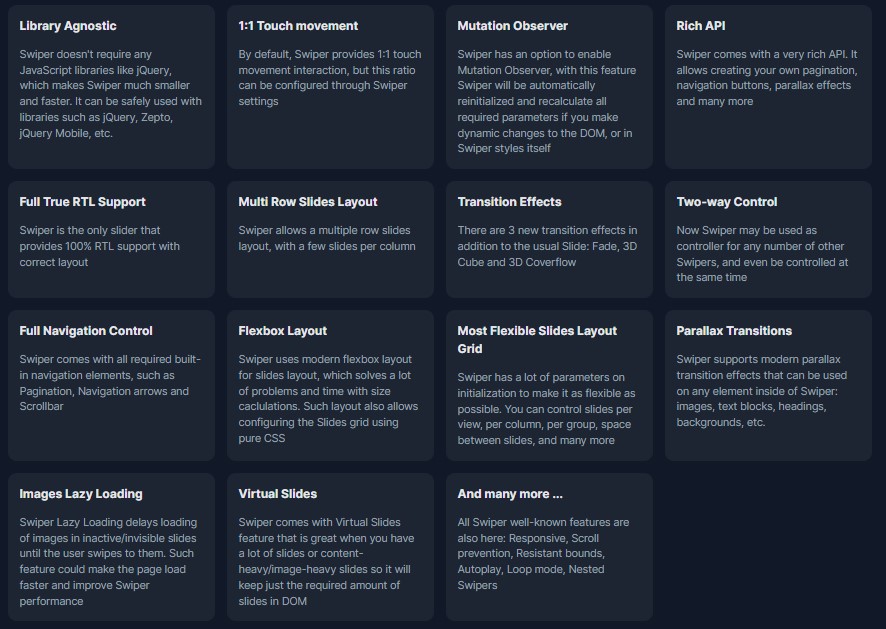 Library Agnostic
Swiper doesn't require any
JavaScript libraries like jQuery,
which makes Swiper much smaller
and faster. It can be safely used with
libraries such as jQuery, Zepto,
jQuery Mobile, etc.
1:1 Touch movement
By default, Swiper provides 1:1 touch
movement interaction, but this ratio
can be configured through Swiper
settings
Mutation Observer
Swiper has an option to enable
Mutation Observer, with this feature
Swiper will be automatically
reinitialized and recalculate all
required parameters if you make
dynamic changes to the DOM, or in
Swiper styles itself
Rich API
Swiper comes with a very rich API. It
allows creating your own pagination,
navigation buttons, parallax effects
and many more
Full True RTL Support
Swiper is the only slider that
provides 100% RTL support with
correct layout
Multi Row Slides Layout
Swiper allows a multiple row slides
layout, with a few slides per column
Transition Effects
There are 3 new transition effects in
addition to the usual Slide: Fade, 3D
Cube and 3D Coverflow
Two-way Control
Now Swiper may be used as
controller for any number of other
Swipers, and even be controlled at
the same time
Full Navigation Control
Swiper comes with all required built-
in navigation elements, such as
Pagination, Navigation arrows and
Scrollbar
Flexbox Layout
Swiper uses modern flexbox layout
for slides layout, which solves a lot
of problems and time with size
caclulations. Such layout also allows
configuring the Slides grid using
pure CSS
Most Flexible Slides Layout
Grid
Swiper has a lot of parameters on
initialization to make it as flexible as
possible. You can control slides per
view, per column, per group, space
between slides, and many more
Parallax Transitions
Swiper supports modern parallax
transition effects that can be used
on any element inside of Swiper:
images, text blocks, headings,
backgrounds, etc.
Images Lazy Loading
Swiper Lazy Loading delays loading
of images in inactive/invisible slides
until the user swipes to them. Such
feature could make the page load
faster and improve Swiper
performance
Virtual Slides
Swiper comes with Virtual Slides
feature that is great when you have
a lot of slides or content-
heavy/image-heavy slides so it will
keep just the required amount of
slides in DOM
And many more ...
All Swiper well-known features are
also here: Responsive, Scroll
prevention, Resistant bounds,
Autoplay, Loop mode, Nested
Swipers